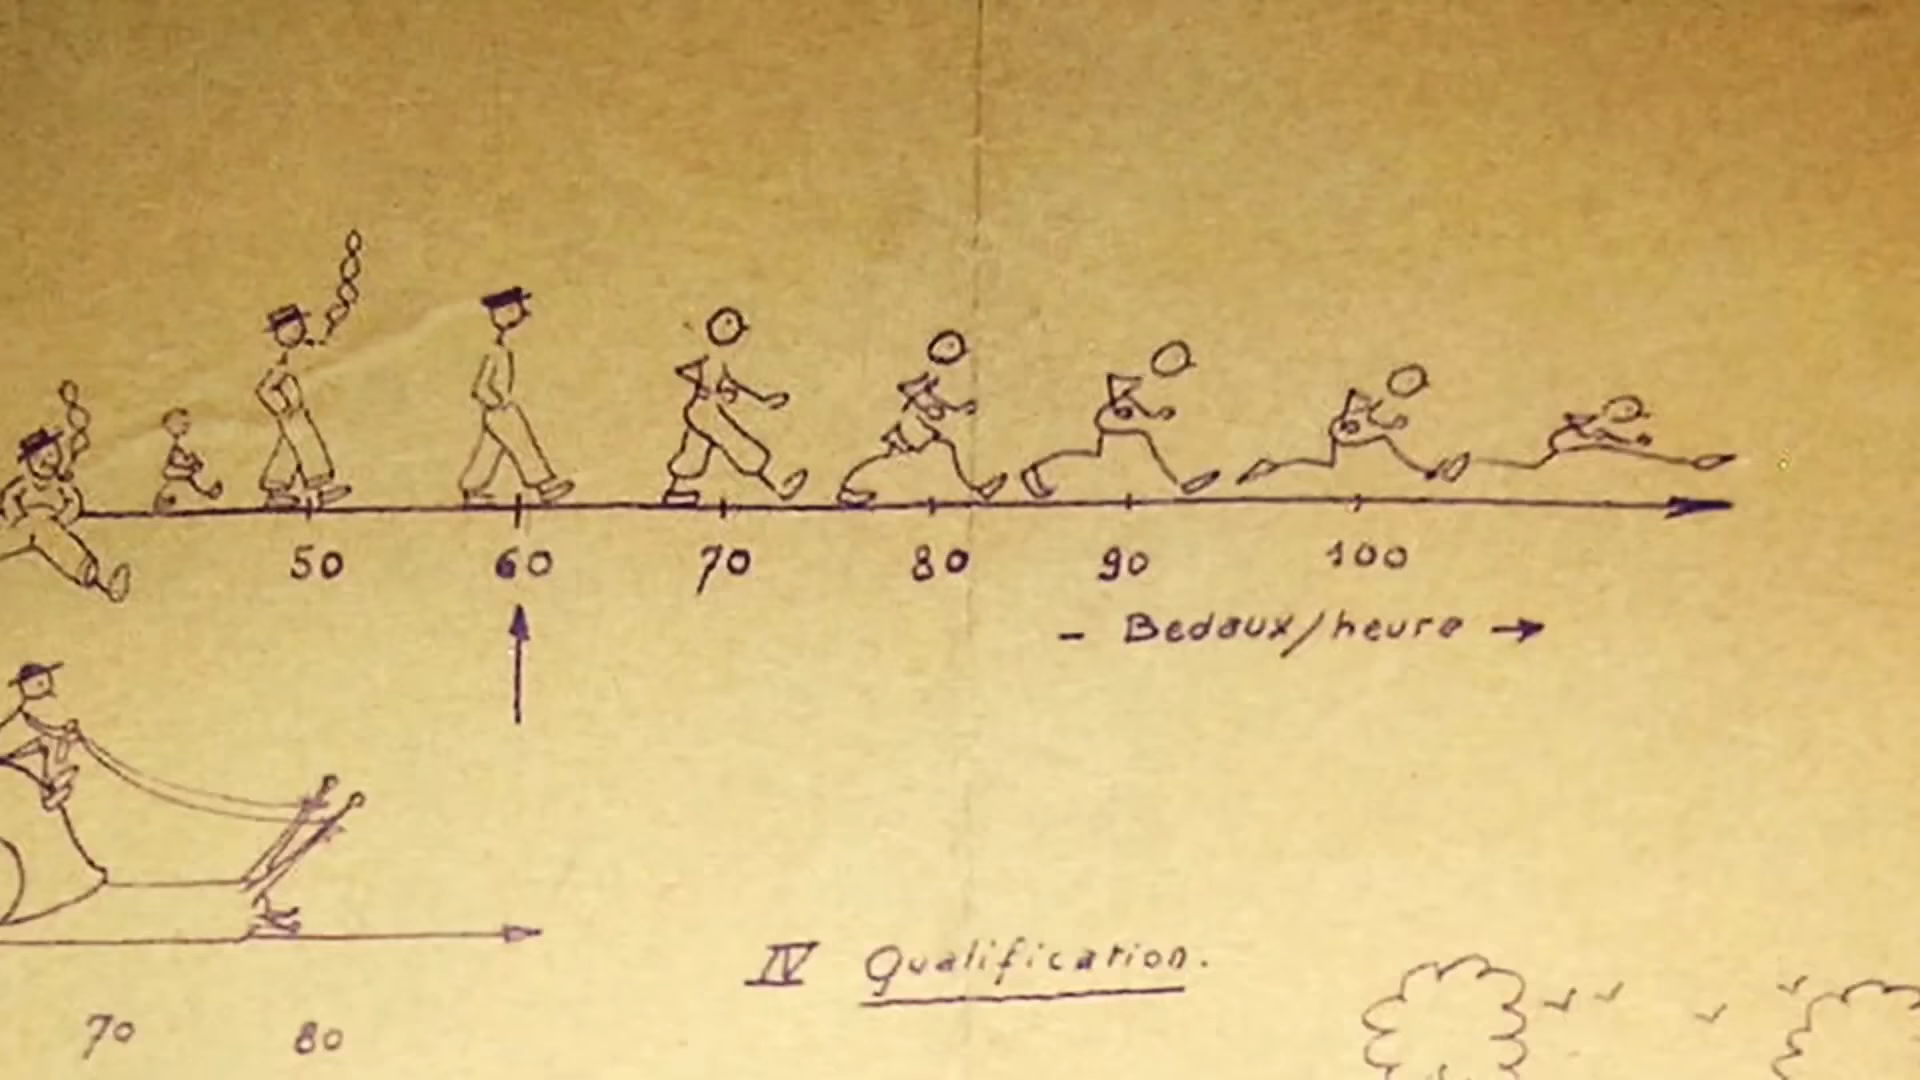 50 60 70 80 90 100
- Bedaux/heure →
IV Qualification.
70 80